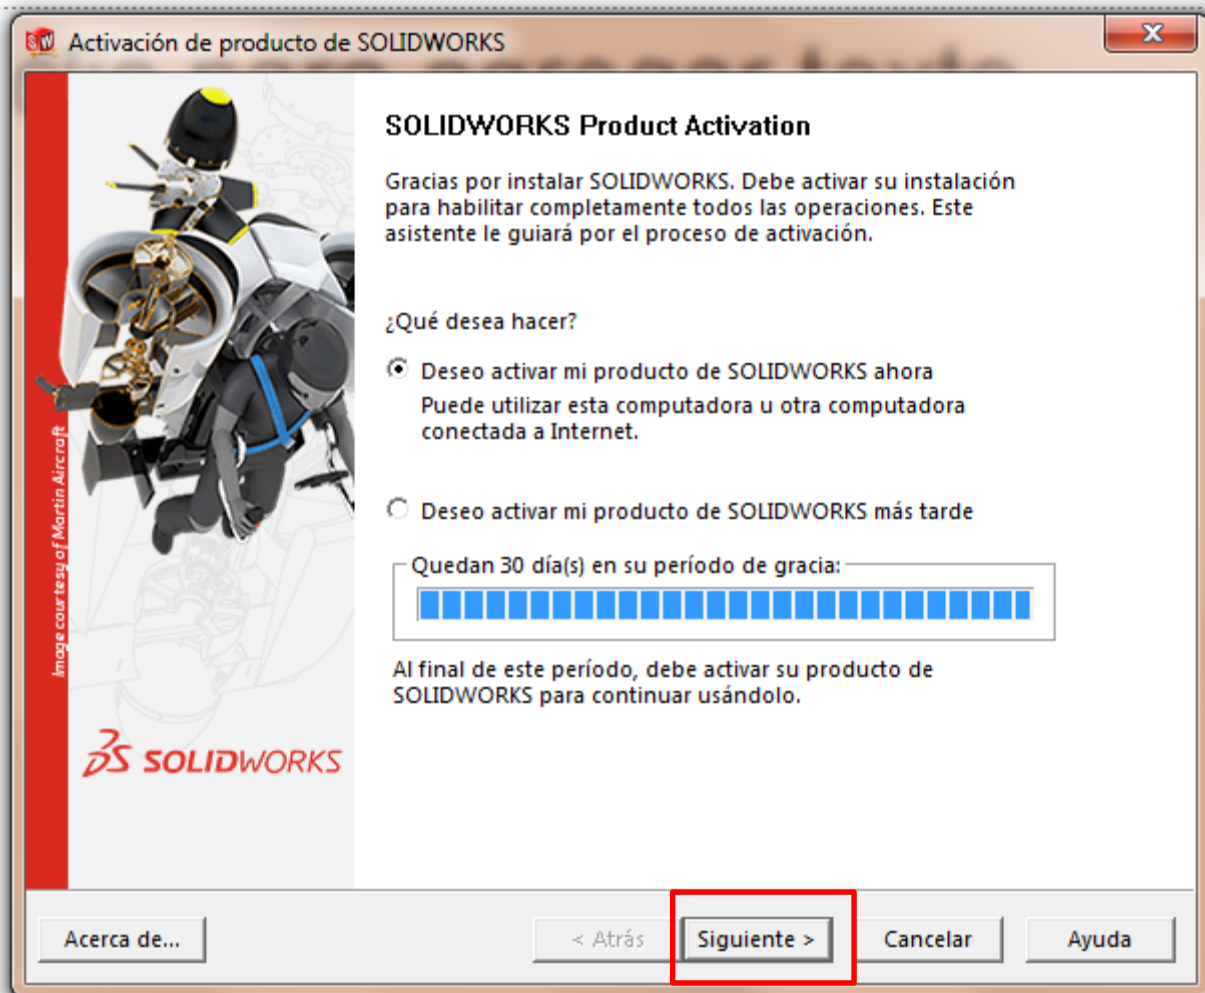 Activación de producto de SOLIDWORKS
para agregar texto
SOLIDWORKS Product Activation
Gracias por instalar SOLIDWORKS. Debe activar su instalación
para habilitar completamente todos las operaciones. Este
asistente le guiará por el proceso de activación.
¿Qué desea hacer?
Deseo activar mi producto de SOLIDWORKS ahora
Puede utilizar esta computadora u otra computadora
conectada a Internet.
Deseo activar mi producto de SOLIDWORKS más tarde
Quedan 30 día(s) en su período de gracia:
Al final de este período, debe activar su producto de
SOLIDWORKS para continuar usándolo.
Image courtesy of Martin Aircraft
SOLIDWORKS
Acerca de...
< Atrás
Siguiente >
Cancelar
Ayuda